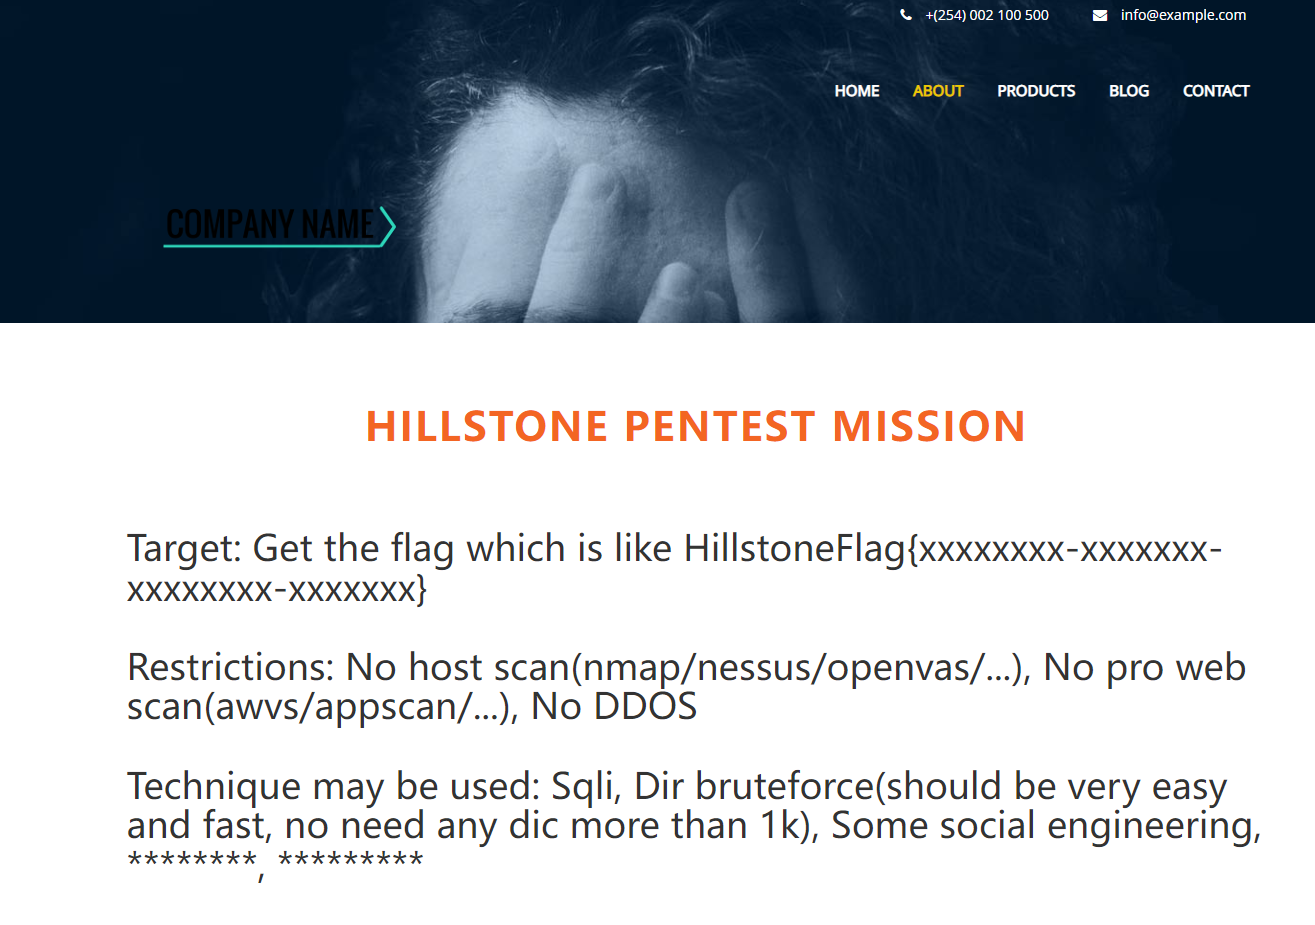 +(254) 002 100 500 info@example.com
HOME ABOUT PRODUCTS BLOG CONTACT
COMPANY NAME
HILLSTONE PENTEST MISSION
Target: Get the flag which is like HillstoneFlag{xxxxxxxx-xxxxxxx-
xxxxxxxx-xxxxxxx}
Restrictions: No host scan(nmap/nessus/openvas/...), No pro web
scan(awvs/appscan/...), No DDOS
Technique may be used: Sqli, Dir bruteforce(should be very easy
and fast, no need any dic more than 1k), Some social engineering,
********, *********